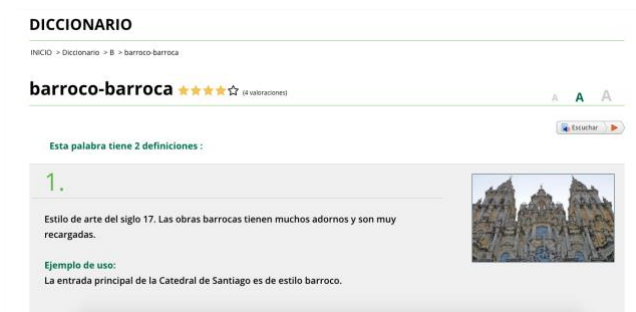 DICCIONARIO
INICIO > Diccionario > B > barroco-barroca
barroco-barroca (4 valoraciones)
A A A
Escuchar
Esta palabra tiene 2 definiciones :
1.
Estilo de arte del siglo 17. Las obras barrocas tienen muchos adornos y son muy
recargadas.
Ejemplo de uso:
La entrada principal de la Catedral de Santiago es de estilo barroco.